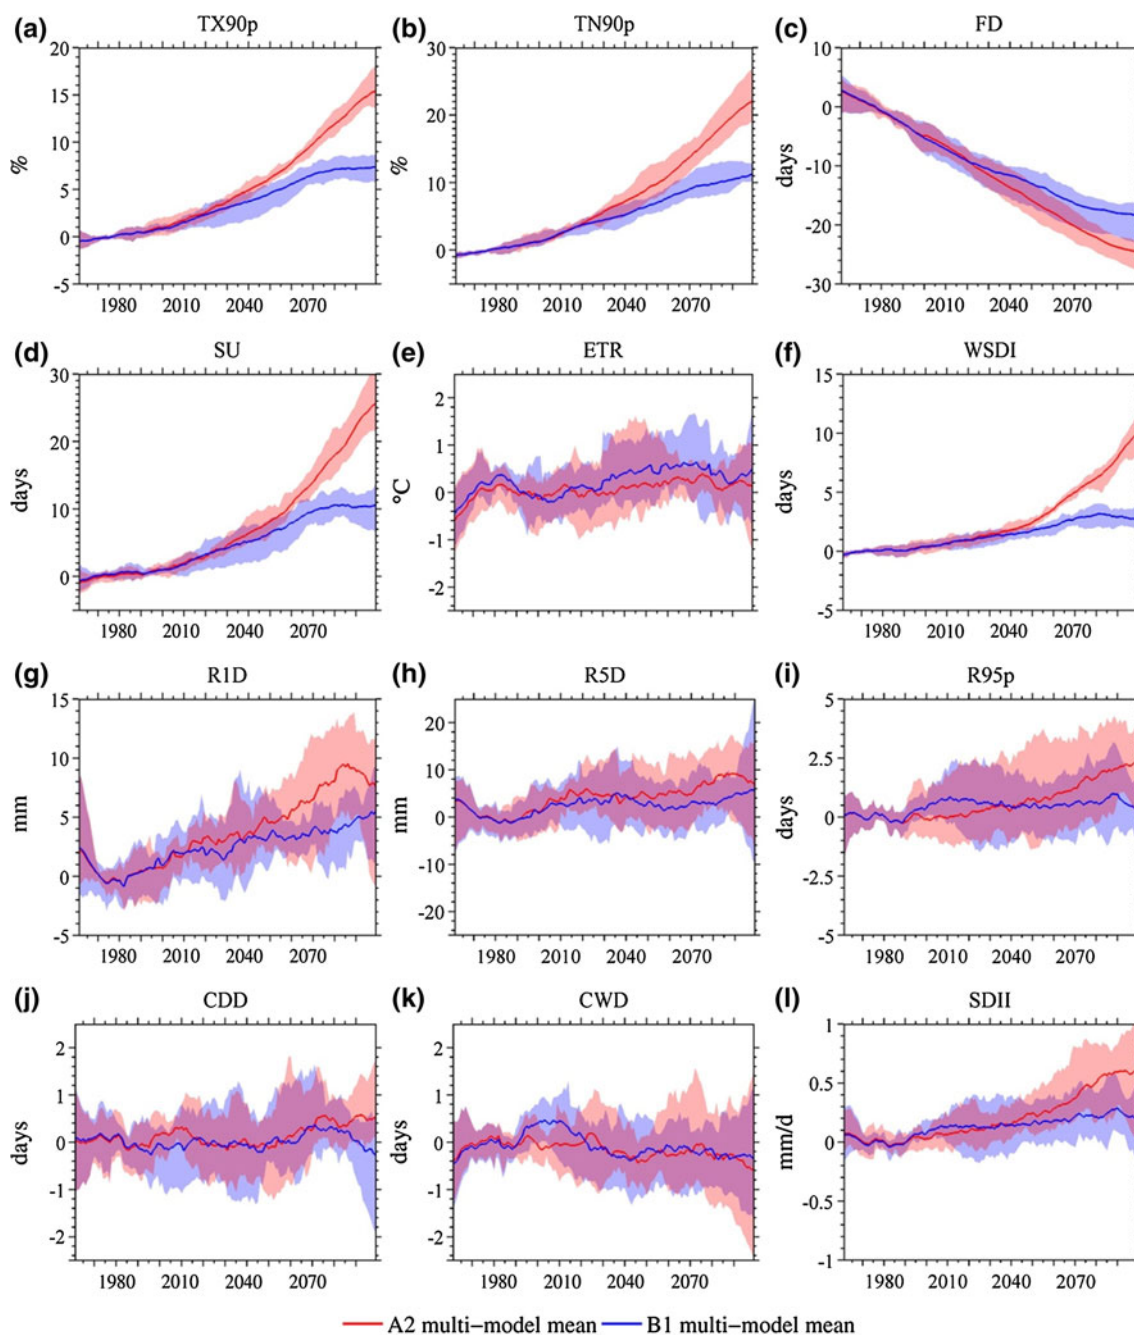 (a) TX90p
20
15
10
5
0
-5
%
1980 2010 2040 2070
(b) TN90p
30
20
10
0
%
1980 2010 2040 2070
(c) FD
10
0
-10
-20
-30
days
1980 2010 2040 2070
(d) SU
30
20
10
0
days
1980 2010 2040 2070
(e) ETR
2
1
0
-1
-2
°C
1980 2010 2040 2070
(f) WSDI
15
10
5
0
-5
days
1980 2010 2040 2070
(g) R1D
15
10
5
0
-5
mm
1980 2010 2040 2070
(h) R5D
20
10
0
-10
-20
mm
1980 2010 2040 2070
(i) R95p
5
2.5
0
-2.5
-5
days
1980 2010 2040 2070
(j) CDD
2
1
0
-1
-2
days
1980 2010 2040 2070
(k) CWD
2
1
0
-1
-2
days
1980 2010 2040 2070
(l) SDII
1
0.5
0
-0.5
-1
mm/d
1980 2010 2040 2070
A2 multi-model mean B1 multi-model mean